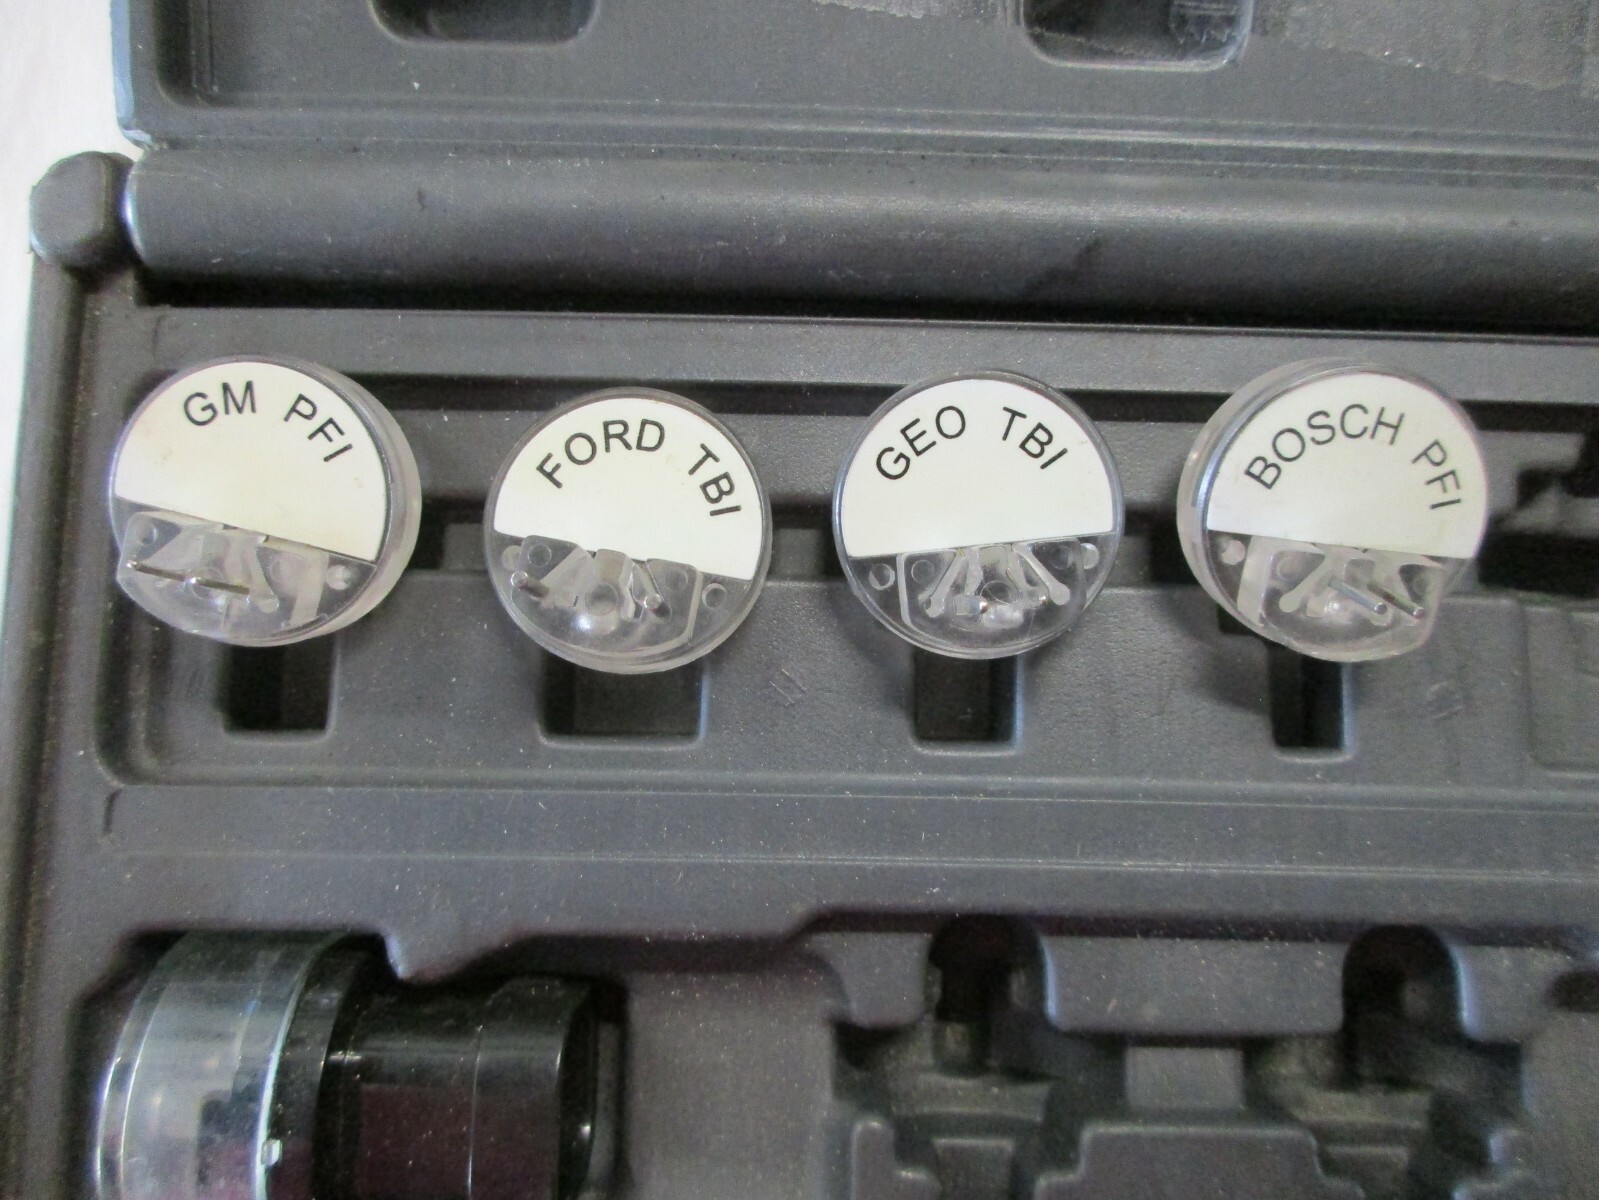 GM PFI
FORD TBI
GEO TBI
BOSCH PFI